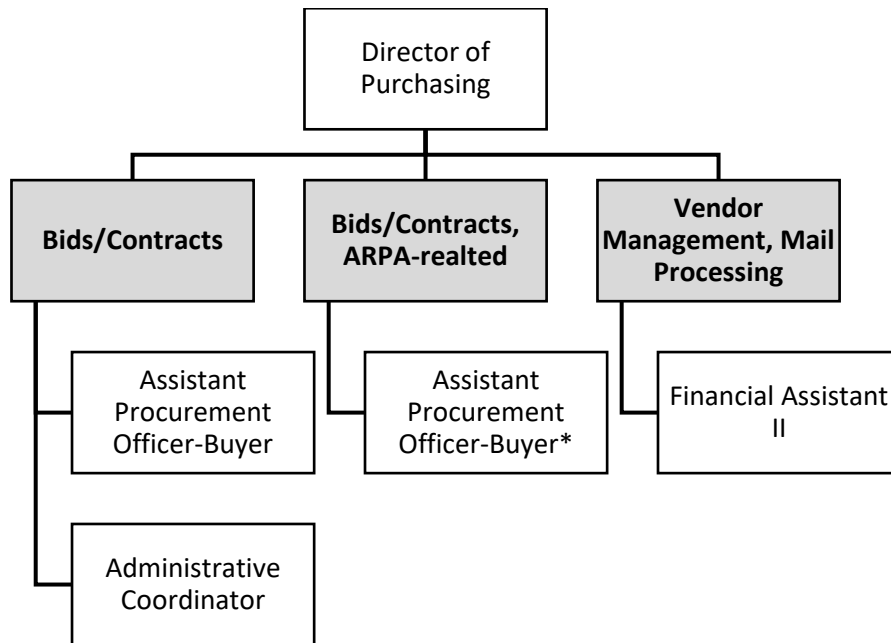 Director of
Purchasing
Bids/Contracts
Bids/Contracts,
ARPA-realted
Vendor
Management, Mail
Processing
Assistant
Procurement
Officer-Buyer
Assistant
Procurement
Officer-Buyer*
Financial Assistant
II
Administrative
Coordinator